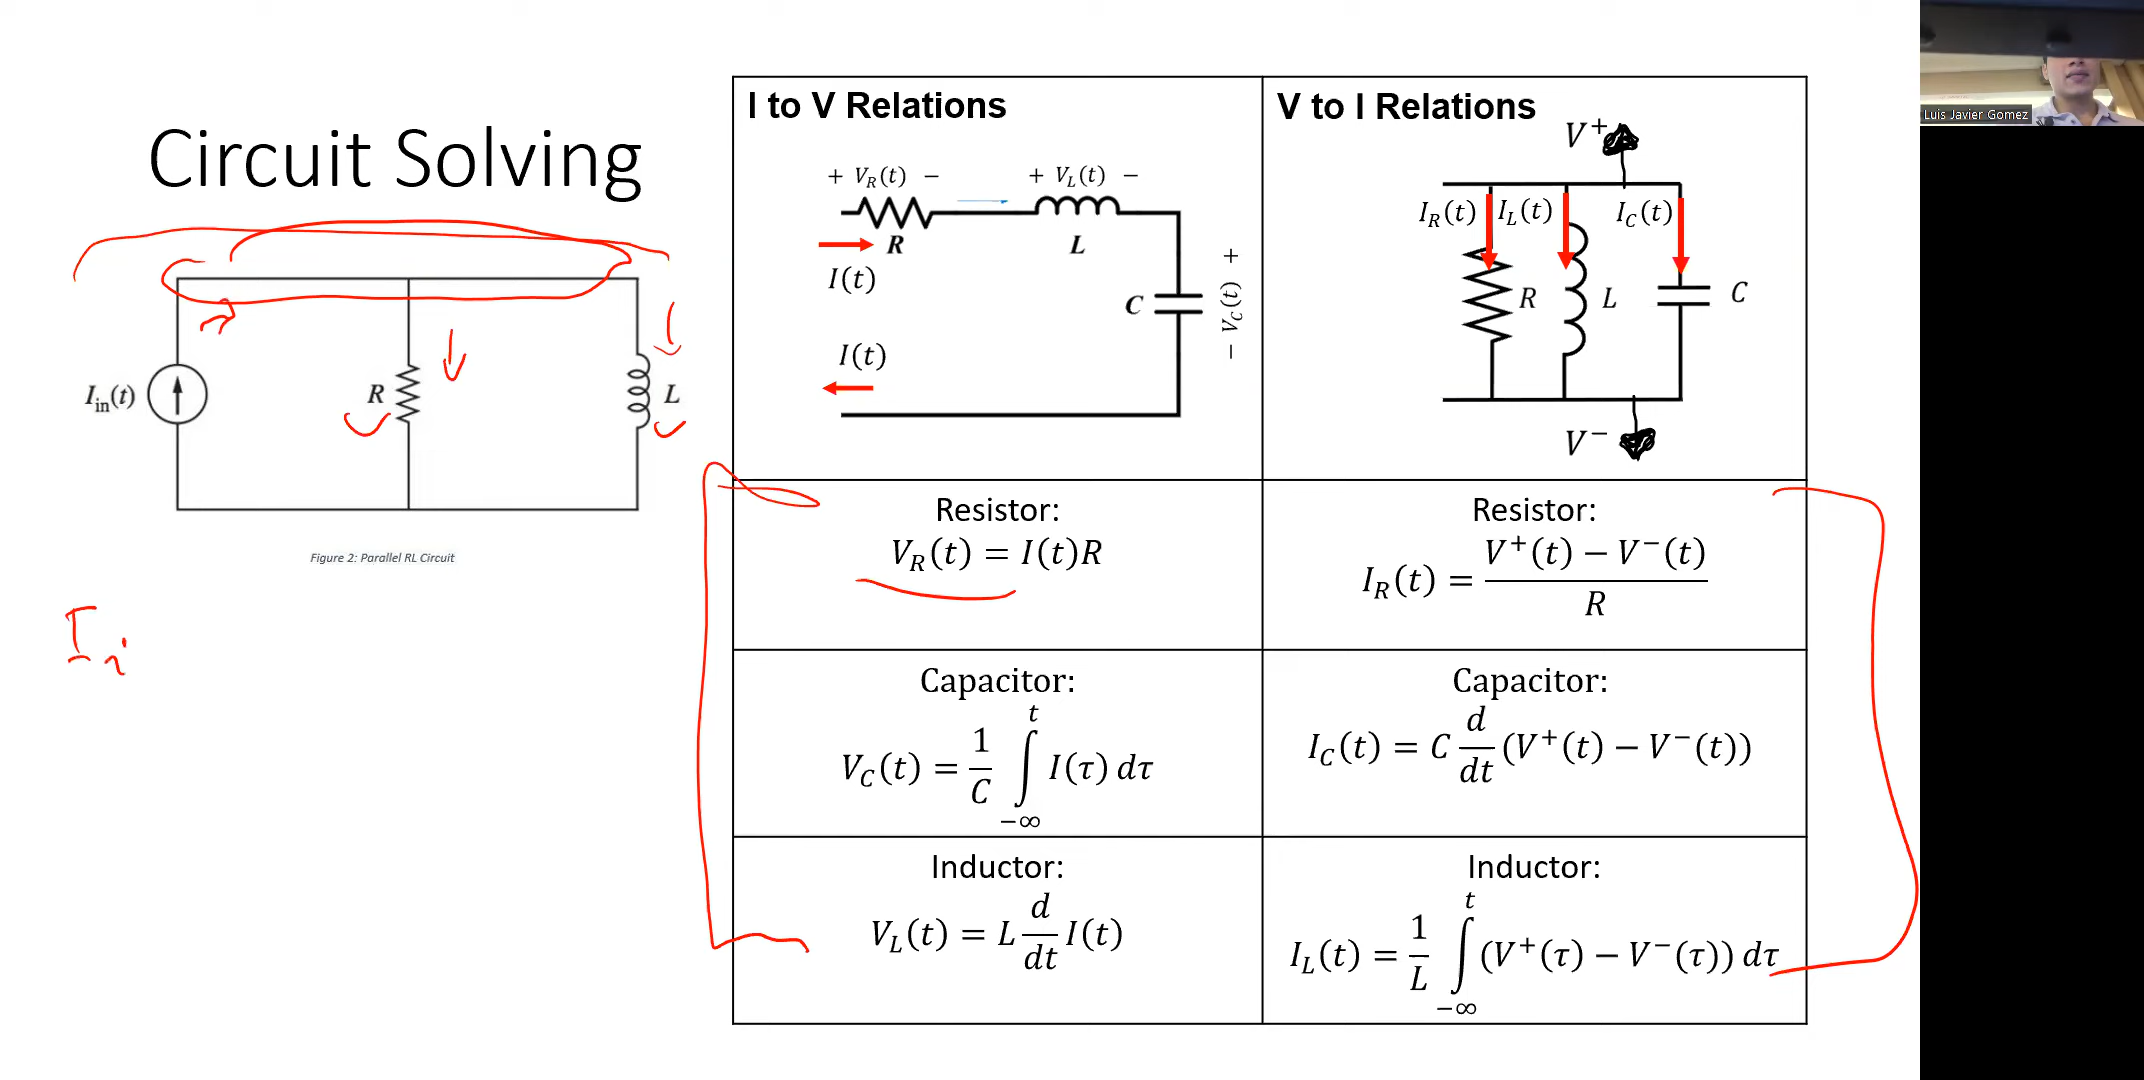 Circuit Solving
I_in(t)
R
L
Figure 2: Parallel RL Circuit
I_i
I to V Relations
+ V_R(t) −
+ V_L(t) −
R
L
I(t)
C
− V_C(t) +
I(t)
V to I Relations
V⁺
I_R(t)
I_L(t)
I_C(t)
R
L
C
V⁻
Resistor:
V_R(t) = I(t)R
Resistor:
I_R(t) = (V⁺(t) − V⁻(t)) / R
Capacitor:
V_C(t) = 1/C ∫_{−∞}^{t} I(τ) dτ
Capacitor:
I_C(t) = C d/dt (V⁺(t) − V⁻(t))
Inductor:
V_L(t) = L d/dt I(t)
Inductor:
I_L(t) = 1/L ∫_{−∞}^{t} (V⁺(τ) − V⁻(τ)) dτ
Luis Javier Gomez